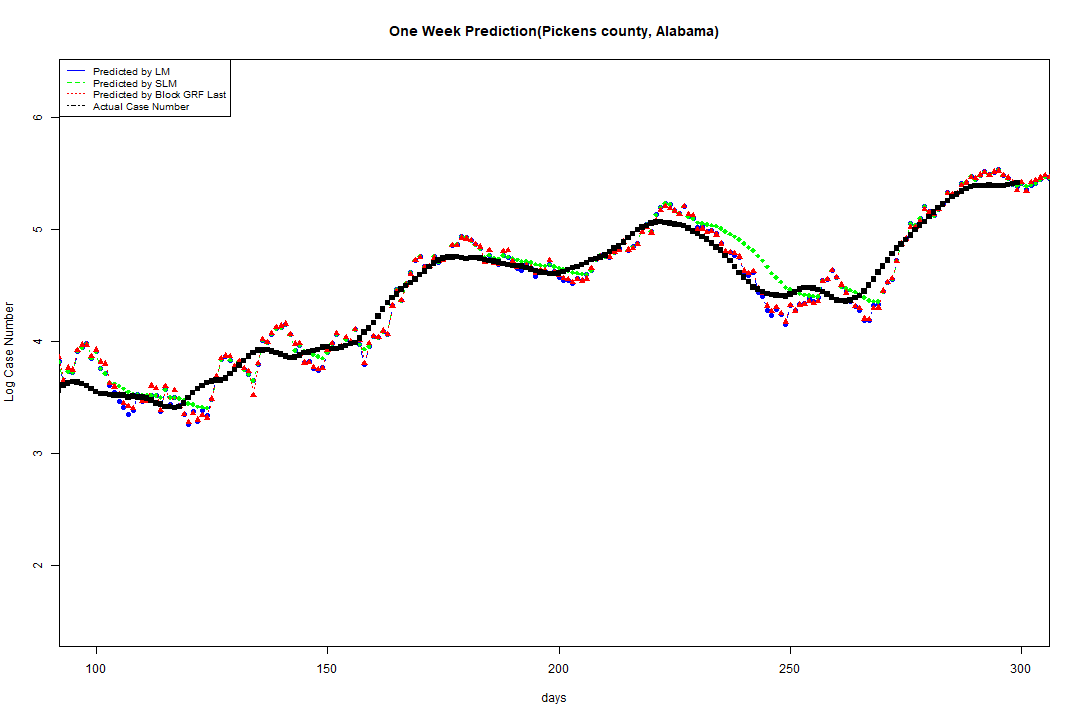 One Week Prediction(Pickens county, Alabama)
Predicted by LM
Predicted by SLM
Predicted by Block GRF Last
Actual Case Number
Log Case Number
6
5
4
3
2
100 150 200 250 300
days